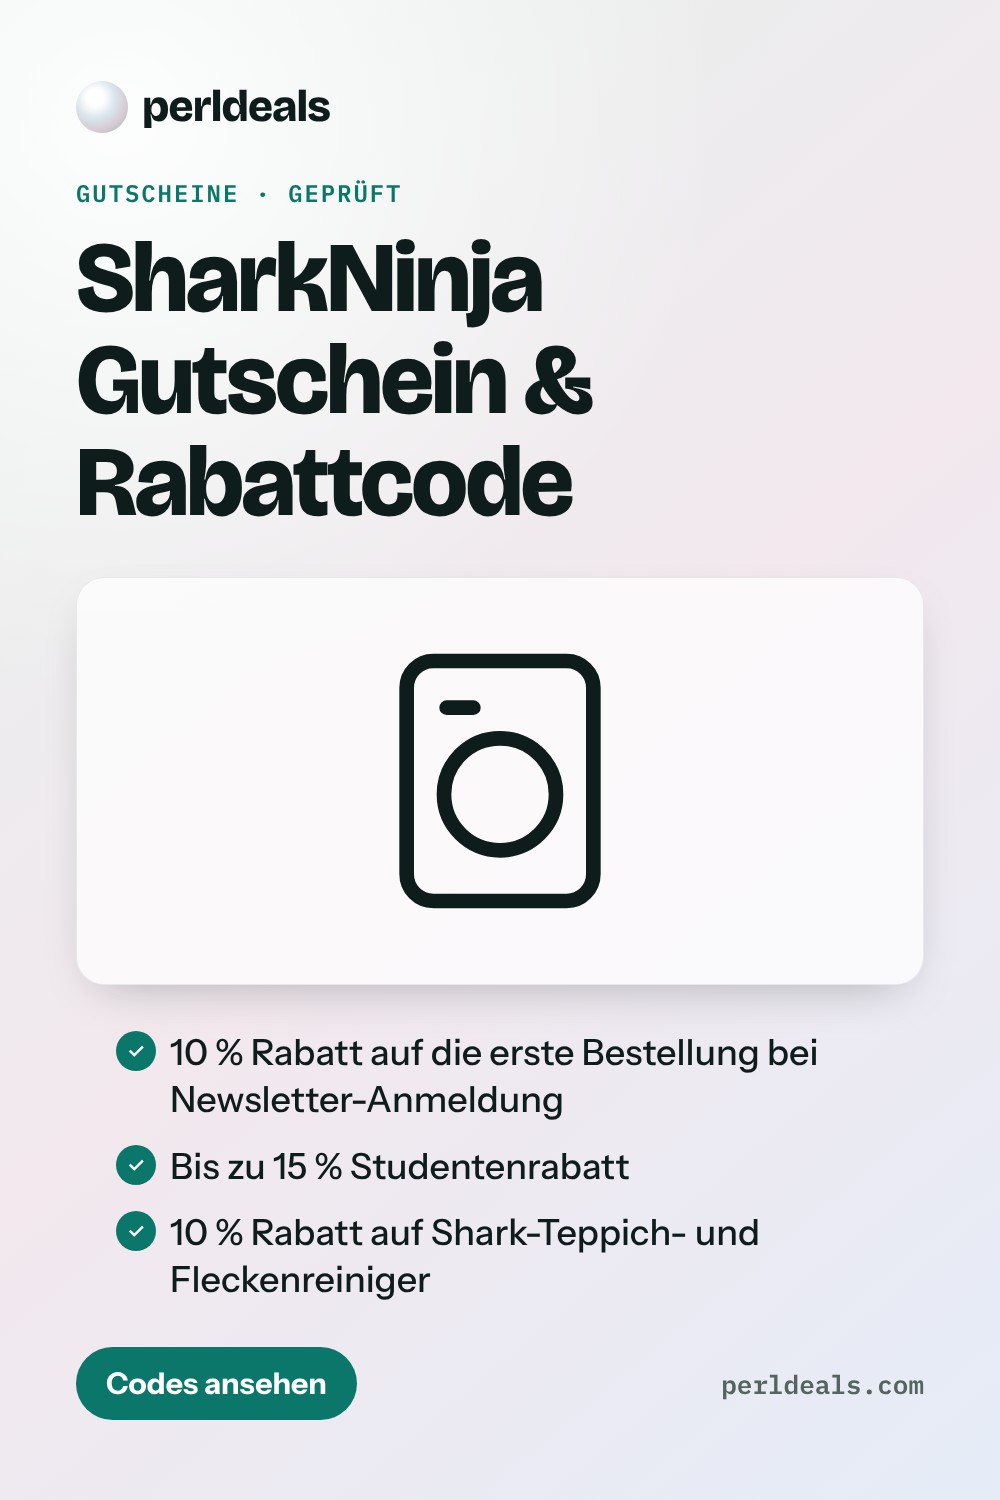 perldeals
GUTSCHEINE · GEPRÜFT
SharkNinja
Gutschein &
Rabattcode
10 % Rabatt auf die erste Bestellung bei
Newsletter-Anmeldung
Bis zu 15 % Studentenrabatt
10 % Rabatt auf Shark-Teppich- und
Fleckenreiniger
Codes ansehen
perldeals.com